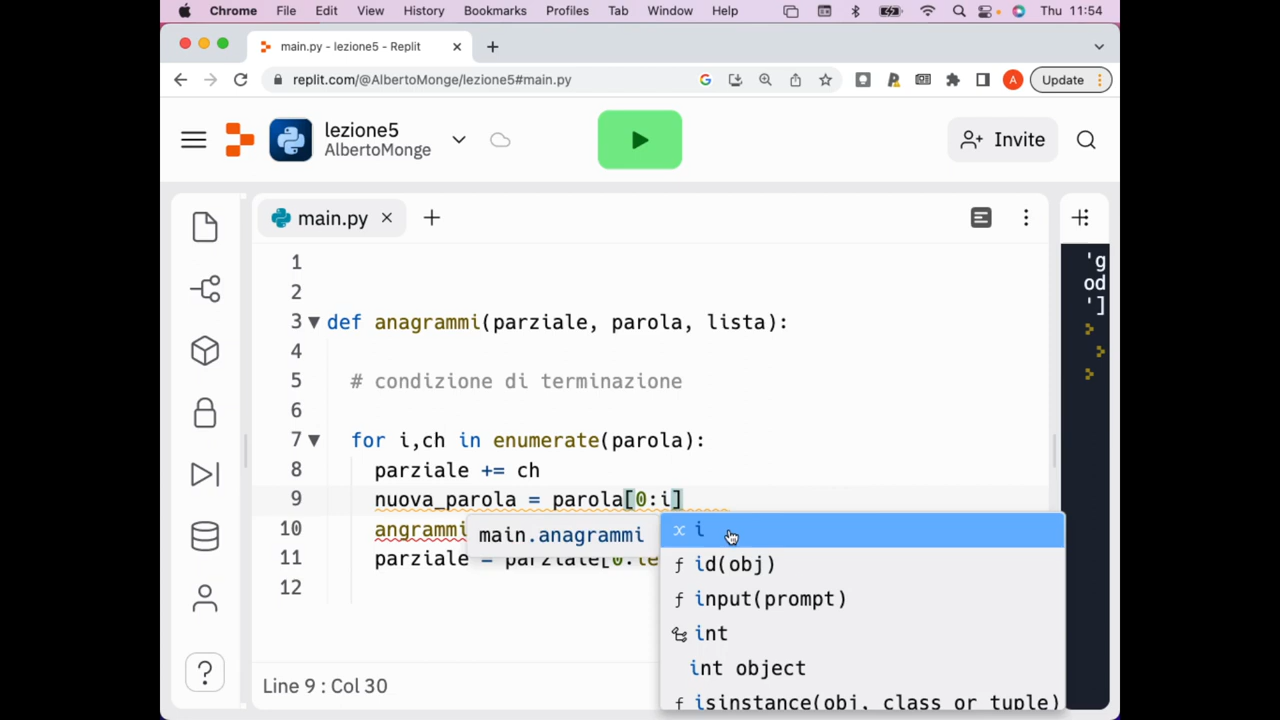 Chrome File Edit View History Bookmarks Profiles Tab Window Help Thu 11:54
main.py - lezione5 - Replit
replit.com/@AlbertoMonge/lezione5#main.py A Update
lezione5
AlbertoMonge
Invite
main.py
1
2
3 def anagrammi(parziale, parola, lista):
4
5 # condizione di terminazione
6
7 for i,ch in enumerate(parola):
8 parziale += ch
9 nuova_parola = parola[0:i]
10 angrammi
11 parziale = parziale[0:le
12
main.anagrammi
i
id(obj)
input(prompt)
int
int object
isinstance(obj, class_or_tuple)
'g
od
']
Line 9 : Col 30